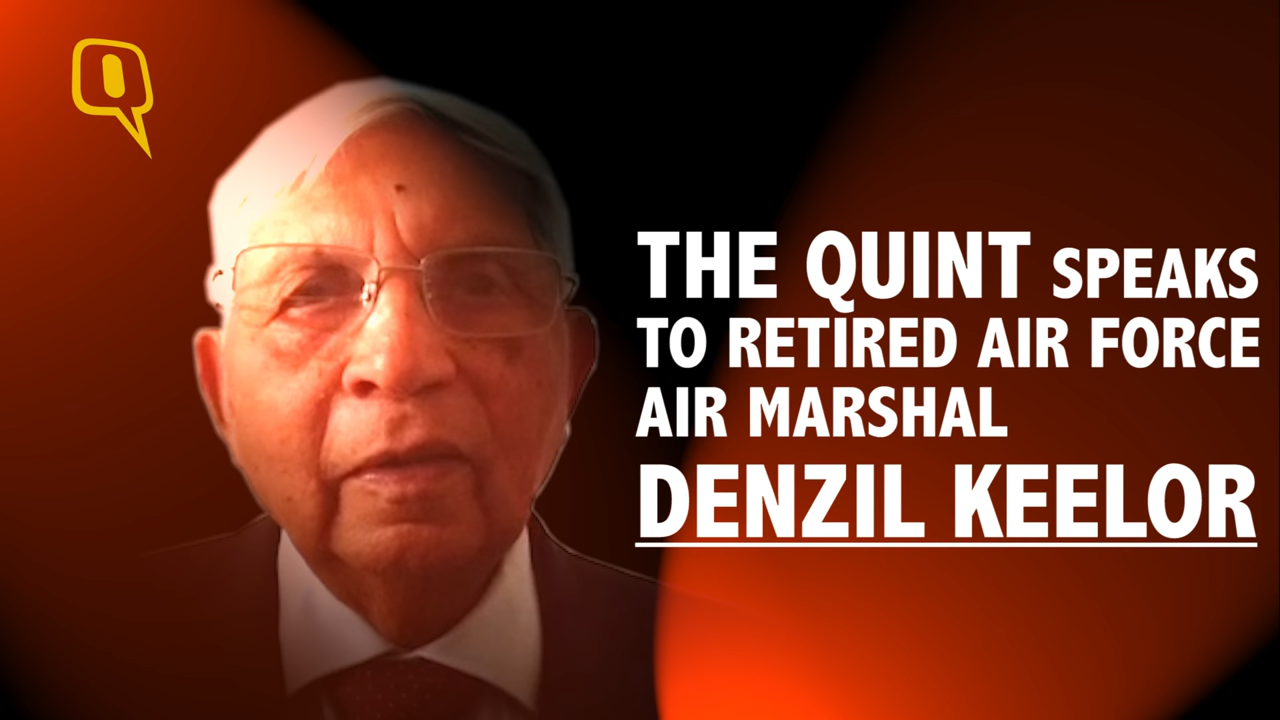 THE QUINT SPEAKS
TO RETIRED AIR FORCE
AIR MARSHAL
DENZIL KEELOR